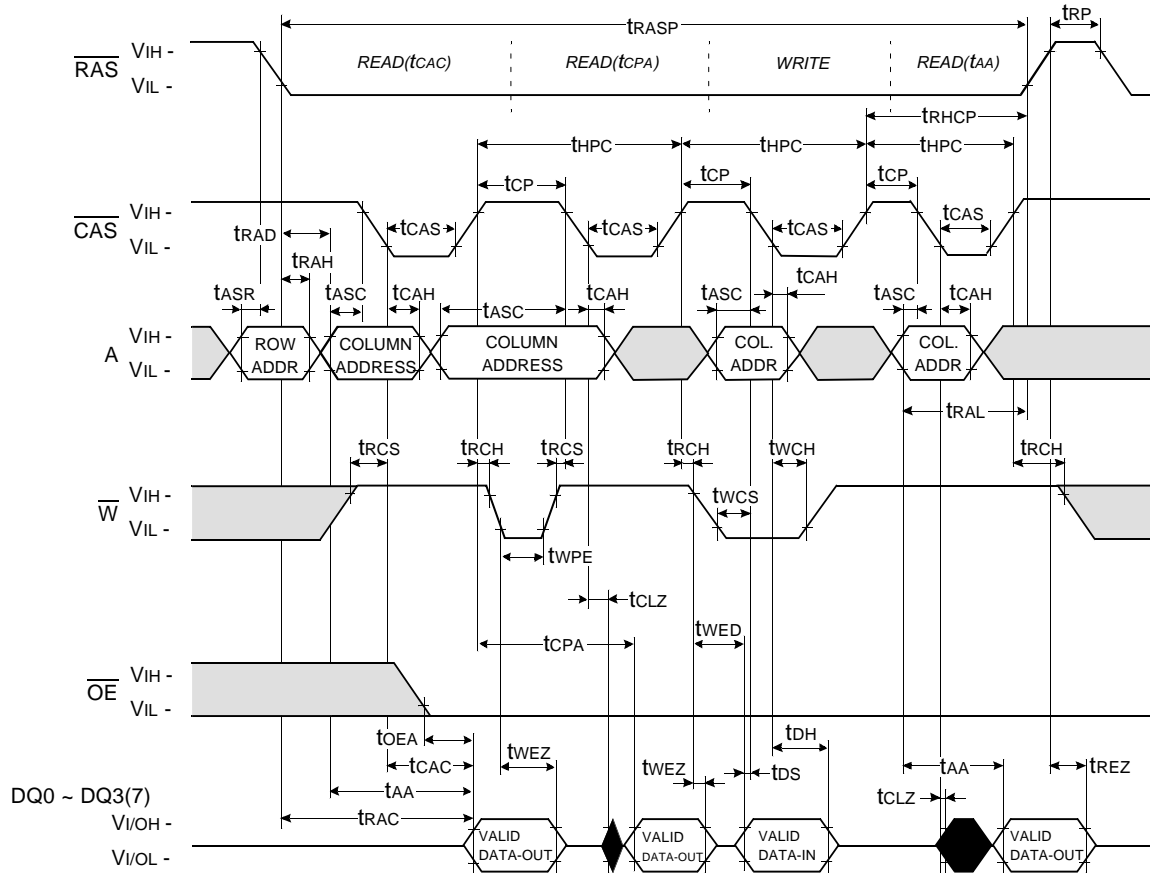 tRASP
tRP
RAS
VIH -
VIL -
READ(tCAC)
READ(tCPA)
WRITE
READ(tAA)
tRHCP
tHPC
tHPC
tHPC
tCP
tCP
tCP
CAS
VIH -
VIL -
tCAS
tCAS
tCAS
tCAS
tRAD
tRAH
tCAH
tASR
tASC
tCAH
tASC
tCAH
tASC
tASC
tCAH
A
VIH -
VIL -
ROW
ADDR
COLUMN
ADDRESS
COLUMN
ADDRESS
COL.
ADDR
COL.
ADDR
tRAL
tRCS
tRCH
tRCS
tRCH
tWCH
tRCH
W
VIH -
VIL -
tWCS
tWPE
tCLZ
tCPA
tWED
OE
VIH -
VIL -
tOEA
tDH
tCAC
tWEZ
tWEZ
tDS
tAA
tREZ
tAA
tCLZ
DQ0 ~ DQ3(7)
tRAC
VI/OH -
VI/OL -
VALID
DATA-OUT
VALID
DATA-OUT
VALID
DATA-IN
VALID
DATA-OUT